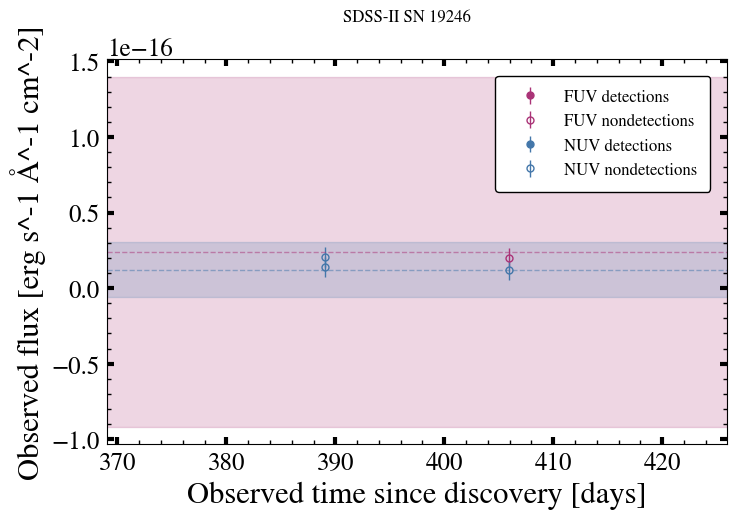 SDSS-II SN 19246
1e−16
1.5
1.0
0.5
0.0
−0.5
−1.0
Observed flux [erg s^-1 Å^-1 cm^-2]
FUV detections
FUV nondetections
NUV detections
NUV nondetections
370 380 390 400 410 420
Observed time since discovery [days]